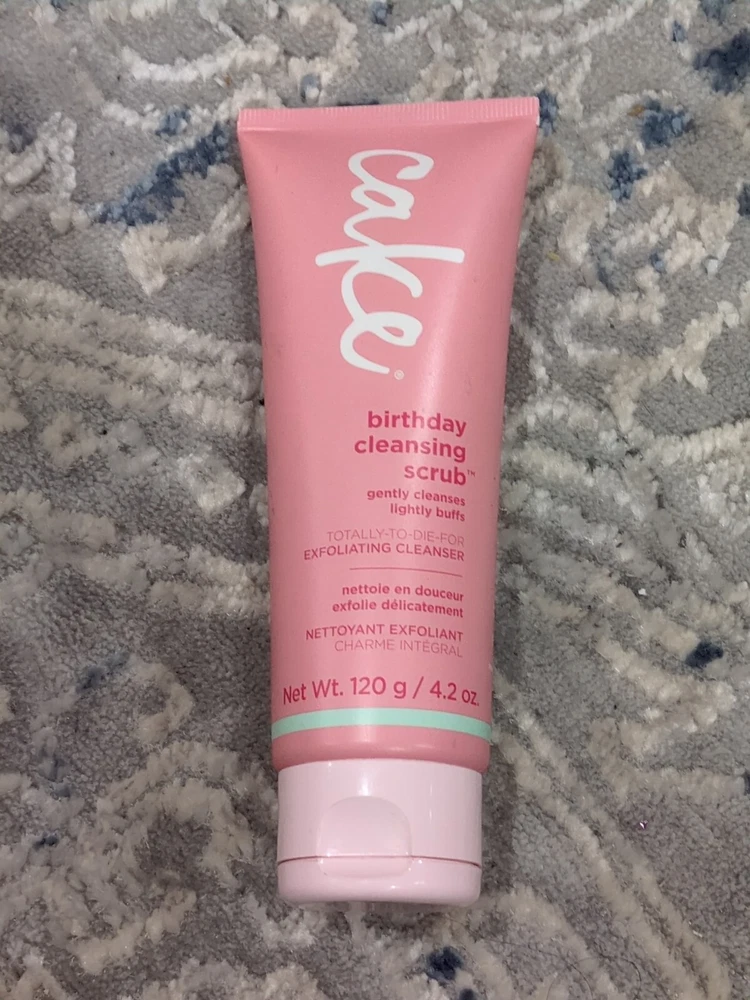 cake®
birthday
cleansing
scrub™
gently cleanses
lightly buffs
TOTALLY-TO-DIE-FOR
EXFOLIATING CLEANSER
nettoie en douceur
exfolie délicatement
NETTOYANT EXFOLIANT
CHARME INTÉGRAL
Net Wt. 120 g / 4.2 oz.